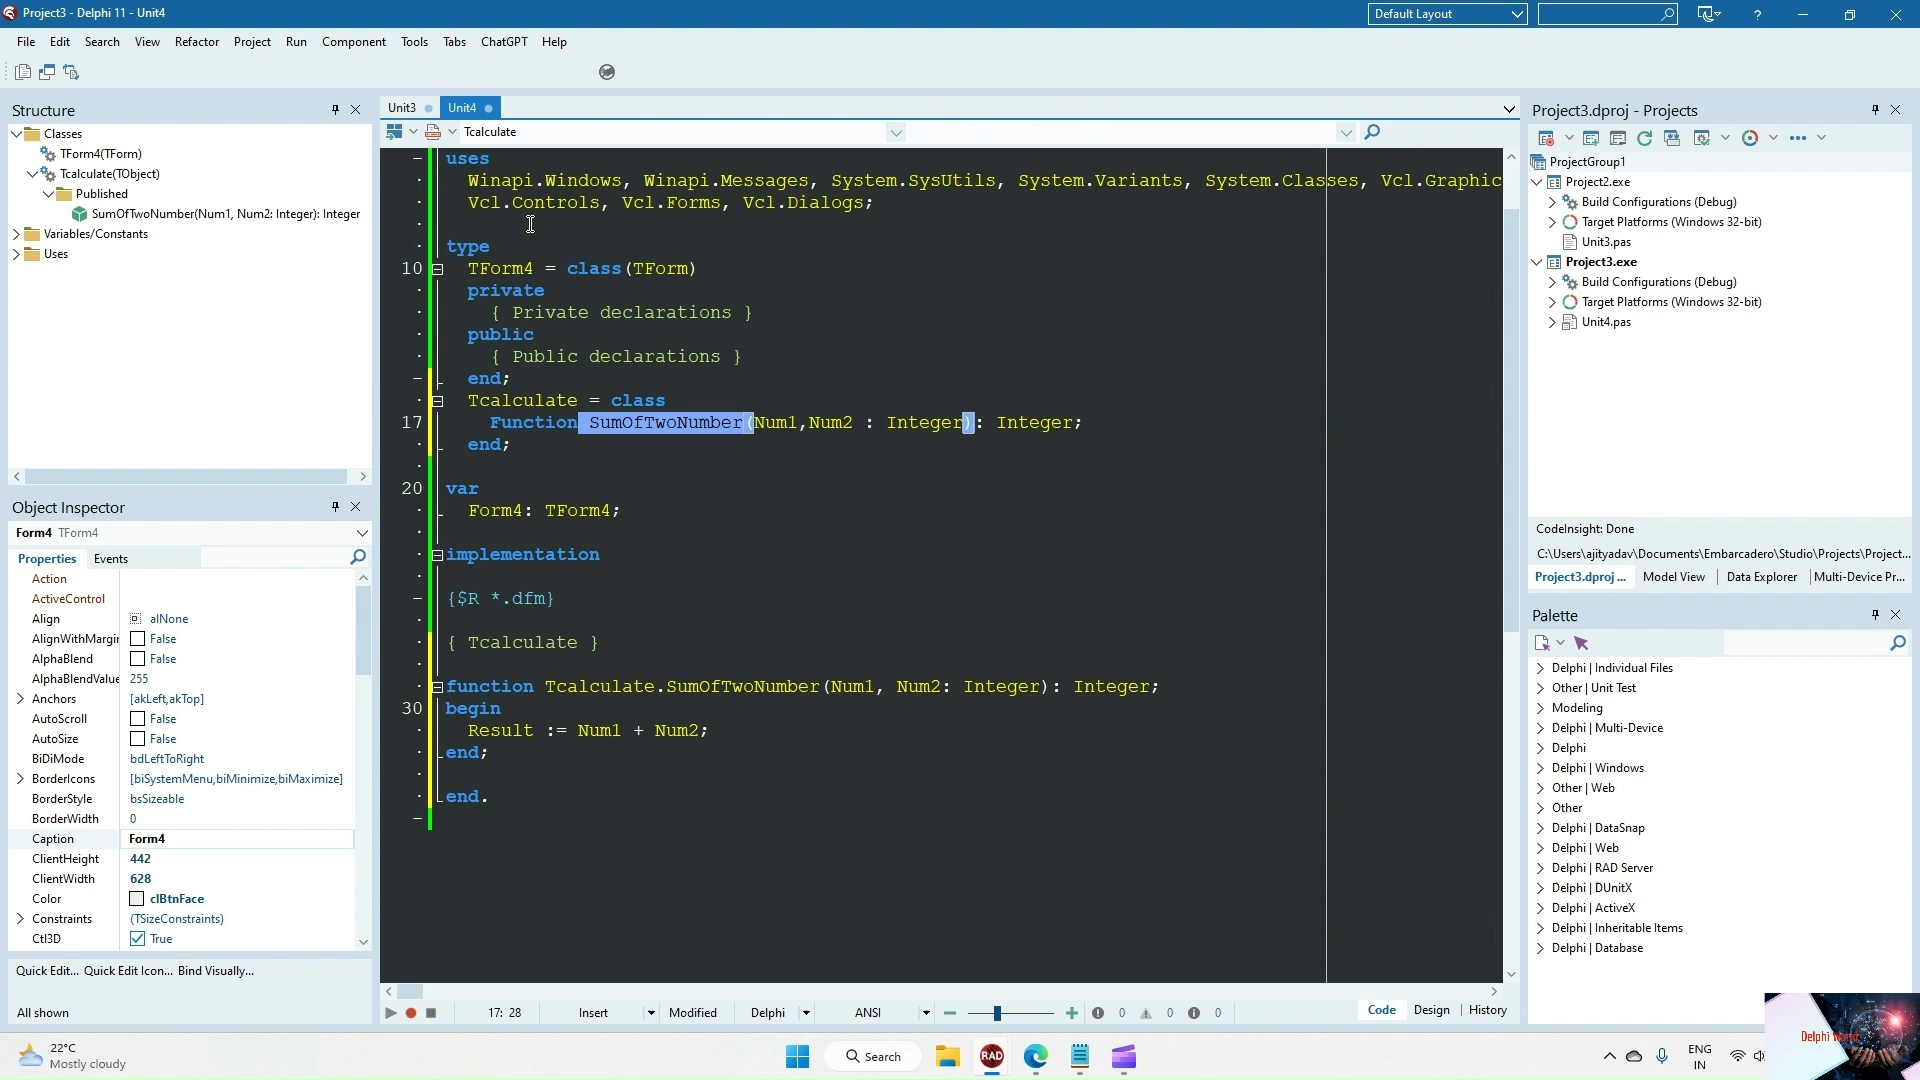 Project3 - Delphi 11 - Unit4
Default Layout
File Edit Search View Refactor Project Run Component Tools Tabs ChatGPT Help
Structure
Classes
TForm4(TForm)
Tcalculate(TObject)
Published
SumOfTwoNumber(Num1, Num2: Integer): Integer
Variables/Constants
Uses
Object Inspector
Form4 TForm4
Properties Events
Action
ActiveControl
Align alNone
AlignWithMargin False
AlphaBlend False
AlphaBlendValue 255
Anchors [akLeft,akTop]
AutoScroll False
AutoSize False
BiDiMode bdLeftToRight
BorderIcons [biSystemMenu,biMinimize,biMaximize]
BorderStyle bsSizeable
BorderWidth 0
Caption Form4
ClientHeight 442
ClientWidth 628
Color clBtnFace
Constraints (TSizeConstraints)
Ctl3D True
Quick Edit... Quick Edit Icon... Bind Visually...
All shown
Unit3 Unit4
Tcalculate
uses
Winapi.Windows, Winapi.Messages, System.SysUtils, System.Variants, System.Classes, Vcl.Graphic
Vcl.Controls, Vcl.Forms, Vcl.Dialogs;
type
10 TForm4 = class(TForm)
private
{ Private declarations }
public
{ Public declarations }
end;
Tcalculate = class
17 Function SumOfTwoNumber(Num1,Num2 : Integer): Integer;
end;
20 var
Form4: TForm4;
implementation
{$R *.dfm}
{ Tcalculate }
function Tcalculate.SumOfTwoNumber(Num1, Num2: Integer): Integer;
30 begin
Result := Num1 + Num2;
end;
end.
17: 28 Insert Modified Delphi ANSI 0 0 0 Code Design History
Project3.dproj - Projects
ProjectGroup1
Project2.exe
Build Configurations (Debug)
Target Platforms (Windows 32-bit)
Unit3.pas
Project3.exe
Build Configurations (Debug)
Target Platforms (Windows 32-bit)
Unit4.pas
CodeInsight: Done
C:\Users\ajityadav\Documents\Embarcadero\Studio\Projects\Project...
Project3.dproj ... Model View Data Explorer Multi-Device Pr...
Palette
Delphi | Individual Files
Other | Unit Test
Modeling
Delphi | Multi-Device
Delphi
Delphi | Windows
Other | Web
Other
Delphi | DataSnap
Delphi | Web
Delphi | RAD Server
Delphi | DUnitX
Delphi | ActiveX
Delphi | Inheritable Items
Delphi | Database
22°C
Mostly cloudy
Search
RAD
ENG
IN
Delphi